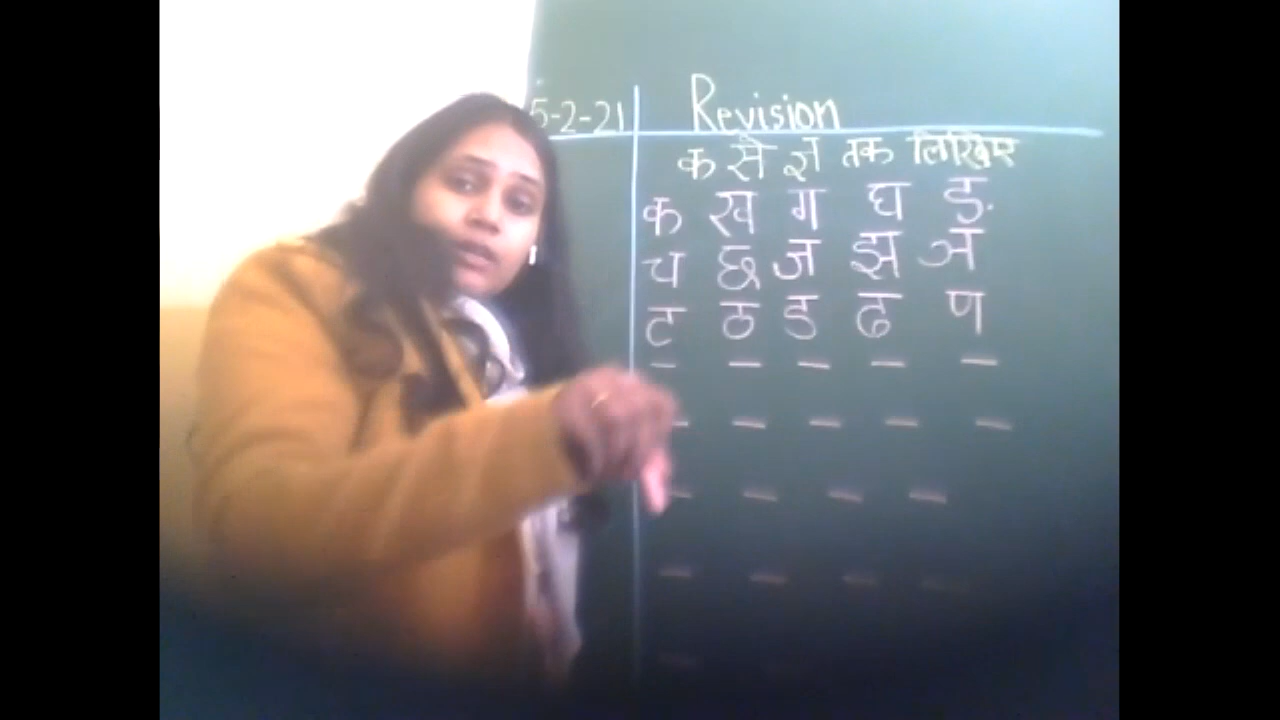 5-2-21 Revision
क से ज्ञ तक लिखिए
क ख ग घ ङ
च छ ज झ ञ
ट ठ ड ढ ण